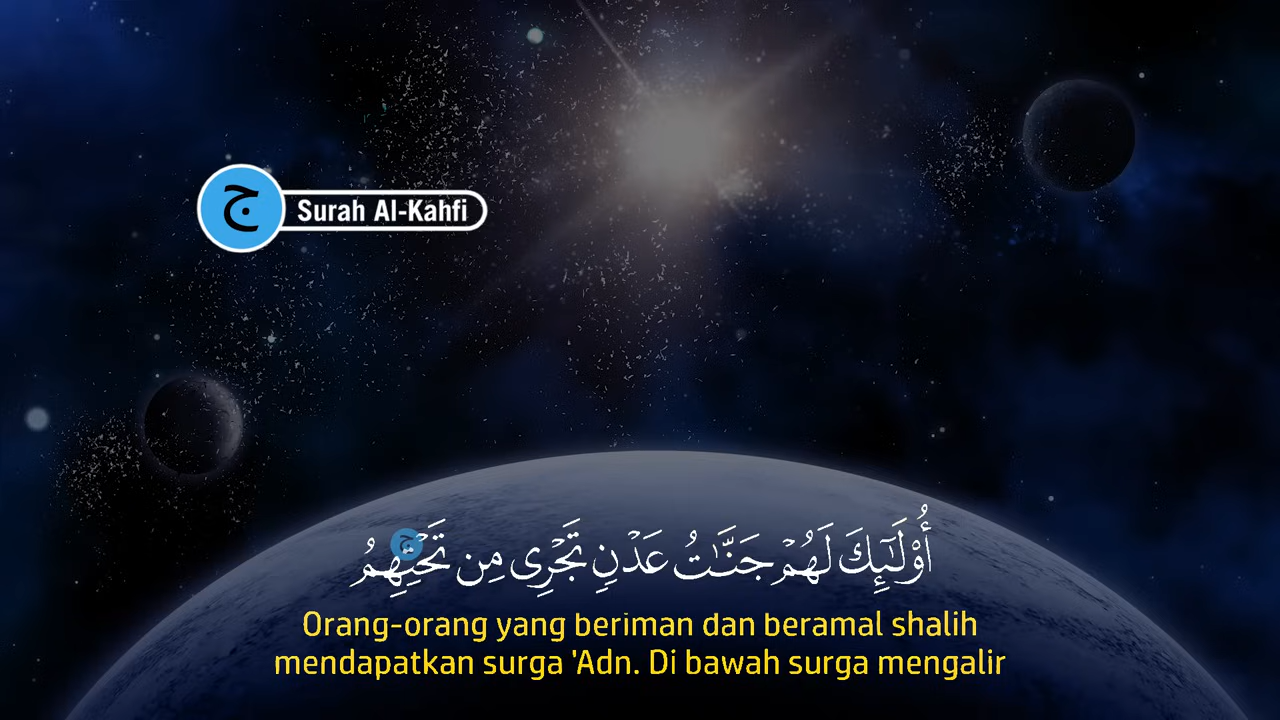 ج
Surah Al-Kahfi
أُوْلَـٰٓئِكَ لَهُمۡ جَنَّـٰتُ عَدۡنٖ تَجۡرِى مِن تَحۡتِهِمُ
ج
Orang-orang yang beriman dan beramal shalih
mendapatkan surga 'Adn. Di bawah surga mengalir